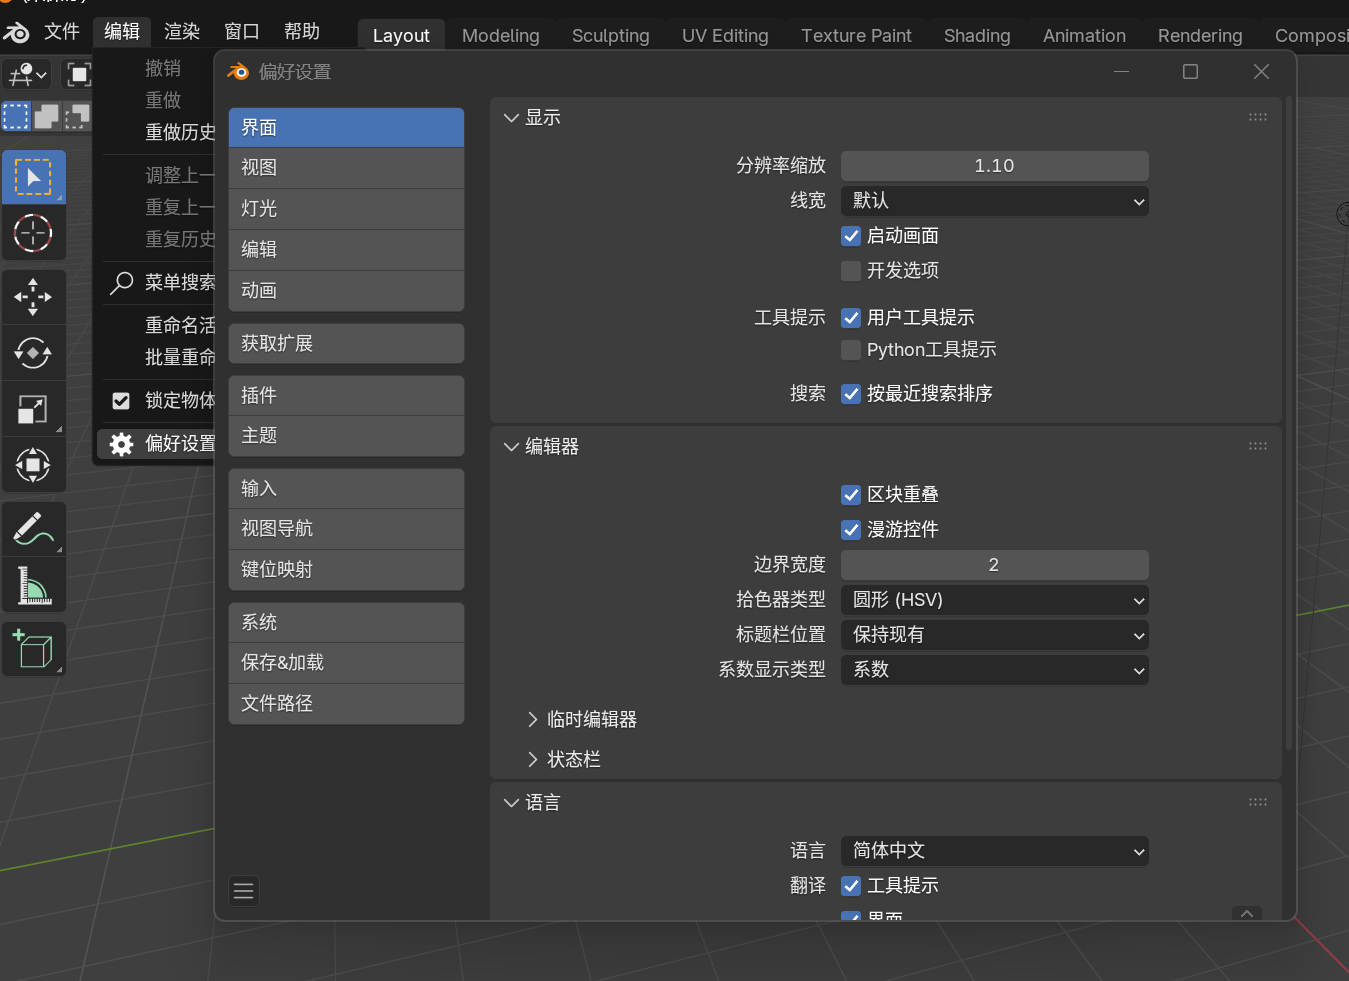 文件 编辑 渲染 窗口 帮助 Layout Modeling Sculpting UV Editing Texture Paint Shading Animation Rendering Composi
撤销
重做
重做历史
调整上一
重复上一
重复历史
菜单搜索
重命名活
批量重命
锁定物体
偏好设置
偏好设置
界面
视图
灯光
编辑
动画
获取扩展
插件
主题
输入
视图导航
键位映射
系统
保存&加载
文件路径
显示
分辨率缩放 1.10
线宽 默认
启动画面
开发选项
工具提示 用户工具提示
Python工具提示
搜索 按最近搜索排序
编辑器
区块重叠
漫游控件
边界宽度 2
拾色器类型 圆形 (HSV)
标题栏位置 保持现有
系数显示类型 系数
临时编辑器
状态栏
语言
语言 简体中文
翻译 工具提示
界面